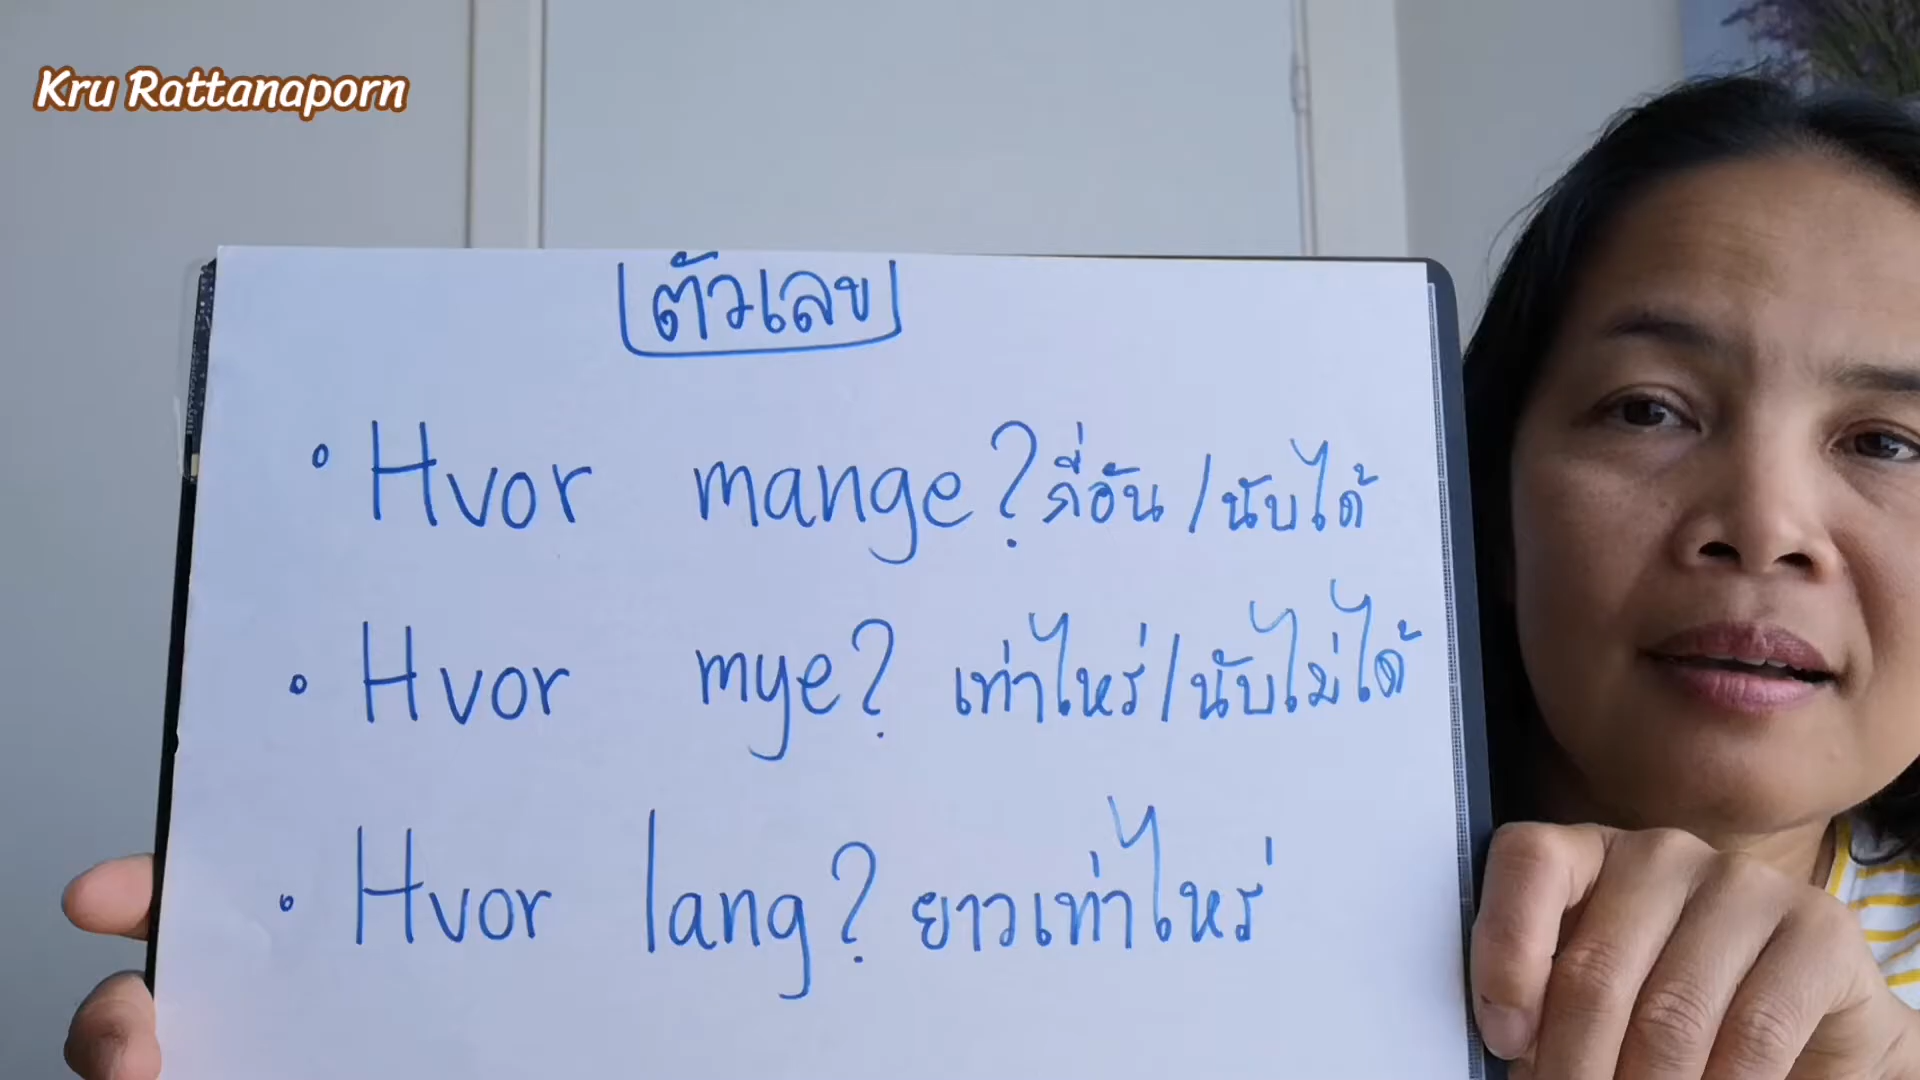 Kru Rattanaporn
ตัวเลข
• Hvor mange? กี่อัน / นับได้
• Hvor mye? เท่าไหร่ / นับไม่ได้
• Hvor lang? ยาวเท่าไหร่